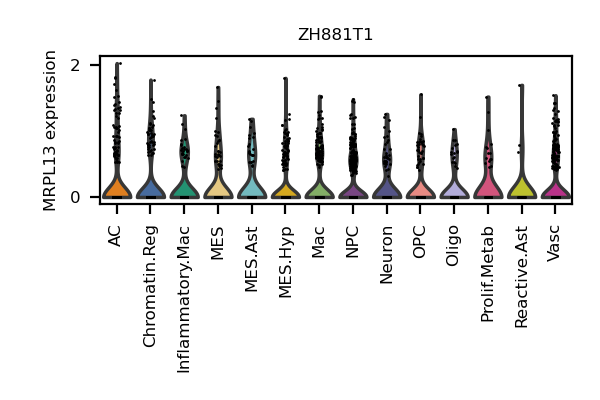 ZH881T1
MRPL13 expression
2
0
AC
Chromatin.Reg
Inflammatory.Mac
MES
MES.Ast
MES.Hyp
Mac
NPC
Neuron
OPC
Oligo
Prolif.Metab
Reactive.Ast
Vasc